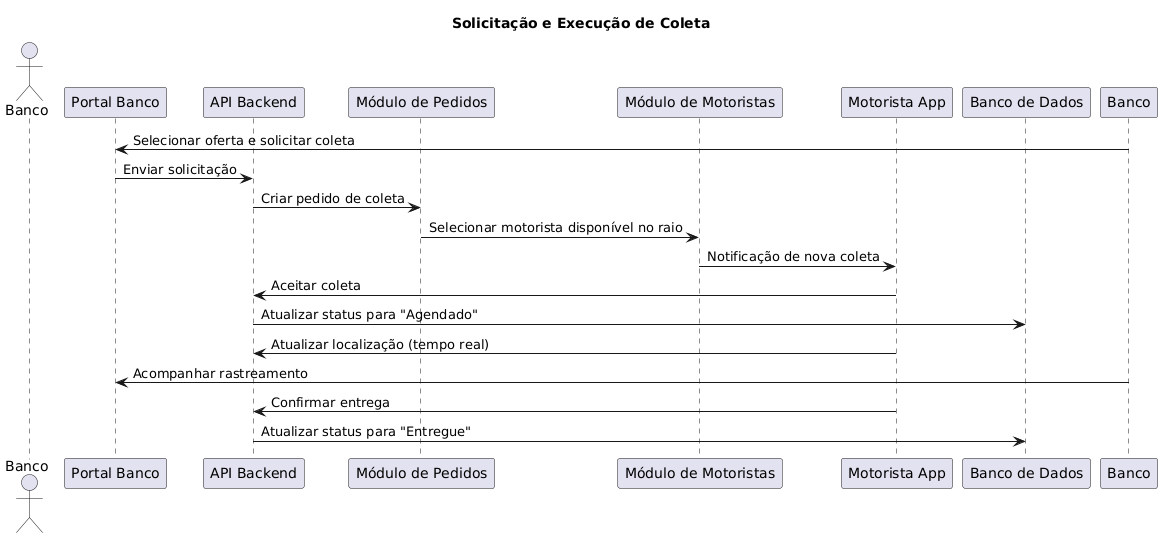 Solicitação e Execução de Coleta
Banco
Portal Banco
API Backend
Módulo de Pedidos
Módulo de Motoristas
Motorista App
Banco de Dados
Banco
Selecionar oferta e solicitar coleta
Enviar solicitação
Criar pedido de coleta
Selecionar motorista disponível no raio
Notificação de nova coleta
Aceitar coleta
Atualizar status para "Agendado"
Atualizar localização (tempo real)
Acompanhar rastreamento
Confirmar entrega
Atualizar status para "Entregue"
Banco
Portal Banco
API Backend
Módulo de Pedidos
Módulo de Motoristas
Motorista App
Banco de Dados
Banco